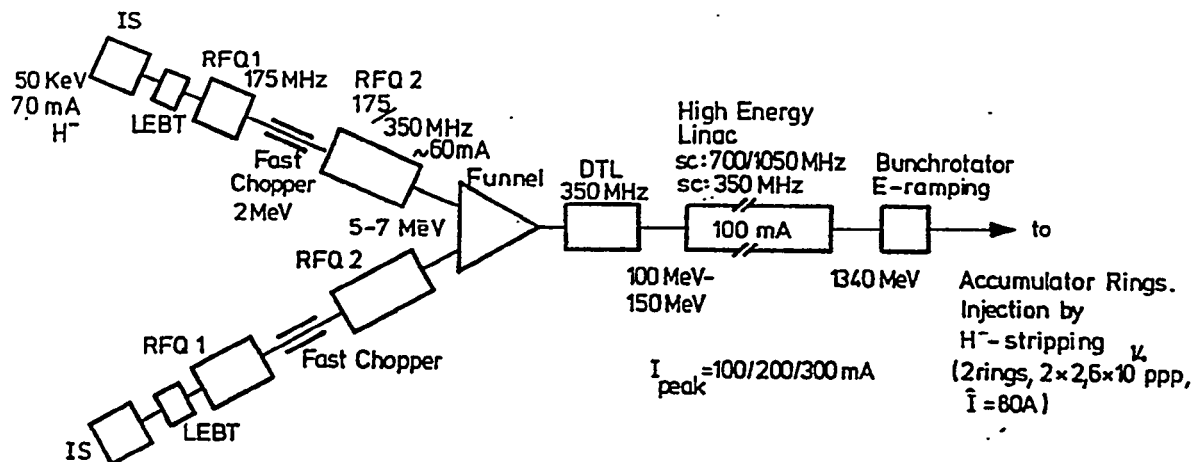 IS
50 KeV
70 mA
H⁻
LEBT
RFQ1
175 MHz
Fast
Chopper
2 MeV
RFQ 2
175/
350 MHz
~60mA
5-7 MeV
Funnel
DTL
350 MHz
High Energy
Linac
sc: 700/1050 MHz
sc: 350 MHz
100 mA
100 MeV-
150 MeV
Bunchrotator
E-ramping
1340 MeV
to
Accumulator Rings.
Injection by
H⁻-stripping
(2rings, 2×2,6×10¹⁴ ppp,
Î = 80A)
I peak = 100/200/300 mA
RFQ 2
RFQ 1
Fast Chopper
LEBT
IS